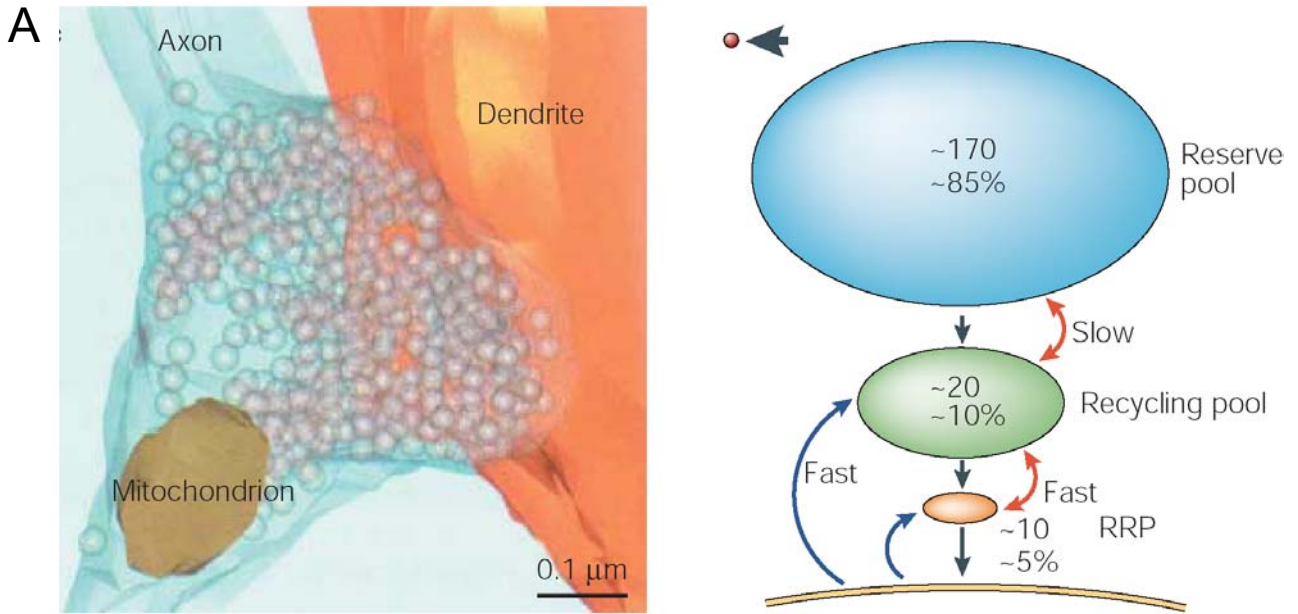 A
Axon
Dendrite
Mitochondrion
0.1 μm
~170
~85%
Reserve
pool
Slow
~20
~10%
Recycling pool
Fast
Fast
RRP
~10
~5%